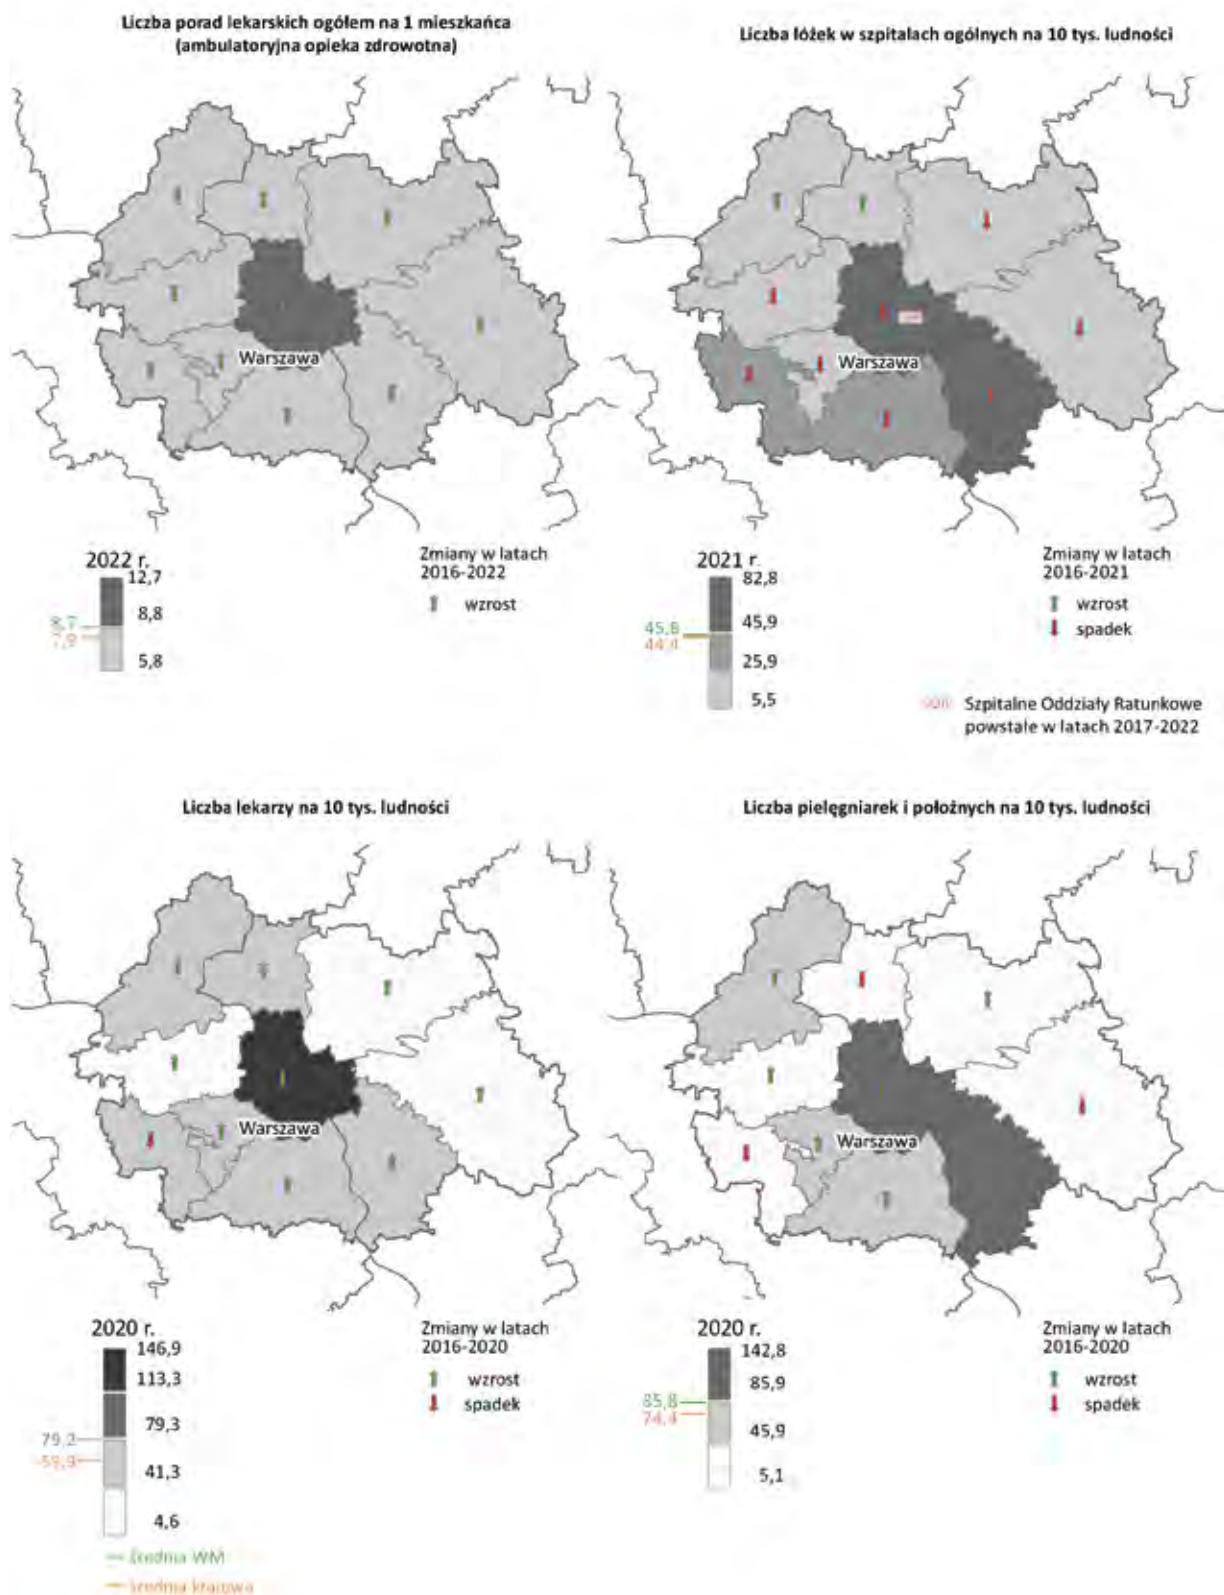 Liczba porad lekarskich ogółem na 1 mieszkańca
(ambulatoryjna opieka zdrowotna)
Liczba łóżek w szpitalach ogólnych na 10 tys. ludności
Warszawa
Warszawa
2022 r.
12,7
8,8
5,8
7,9
Zmiany w latach
2016-2022
wzrost
2021 r.
82,8
45,9
25,9
5,5
45,8
44,4
Zmiany w latach
2016-2021
wzrost
spadek
Szpitalne Oddziały Ratunkowe
powstałe w latach 2017-2022
Liczba lekarzy na 10 tys. ludności
Liczba pielęgniarek i położnych na 10 tys. ludności
Warszawa
Warszawa
2020 r.
146,9
113,3
79,3
41,3
4,6
79,2
59,9
Zmiany w latach
2016-2020
wzrost
spadek
2020 r.
142,8
85,9
45,9
5,1
85,8
74,4
Zmiany w latach
2016-2020
wzrost
spadek
średnia WM
średnia krajowa